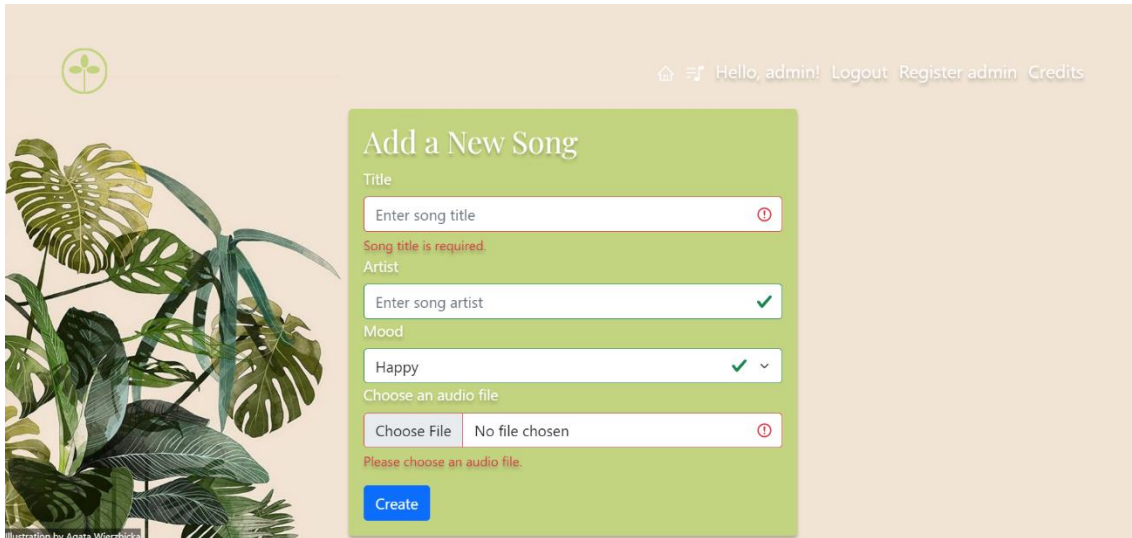 Hello, admin! Logout Register admin Credits
Add a New Song
Title
Enter song title
Song title is required.
Artist
Enter song artist
Mood
Happy
Choose an audio file
Choose File No file chosen
Please choose an audio file.
Create
Illustration by Agata Wierzbicka